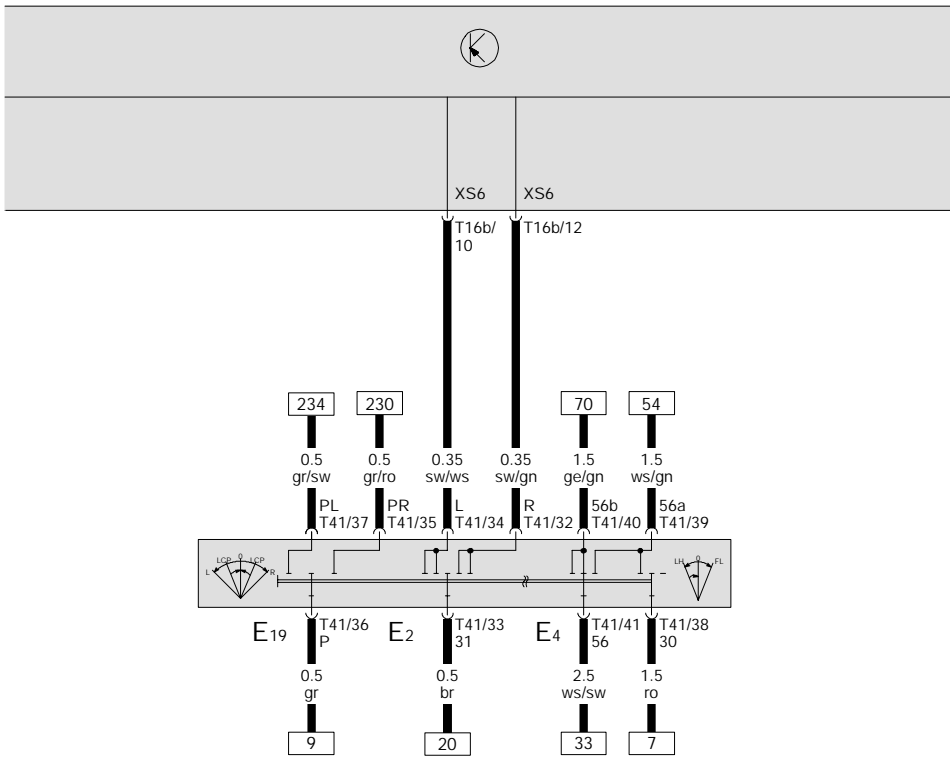 XS6 XS6
T16b/ T16b/12
10
234 230 70 54
0.5 0.5 0.35 0.35 1.5 1.5
gr/sw gr/ro sw/ws sw/gn ge/gn ws/gn
PL PR L R 56b 56a
T41/37 T41/35 T41/34 T41/32 T41/40 T41/39
L LCP 0 LCP R LH 0 FL
E19 T41/36 E2 T41/33 E4 T41/41 T41/38
P 31 56 30
0.5 0.5 2.5 1.5
gr br ws/sw ro
9 20 33 7